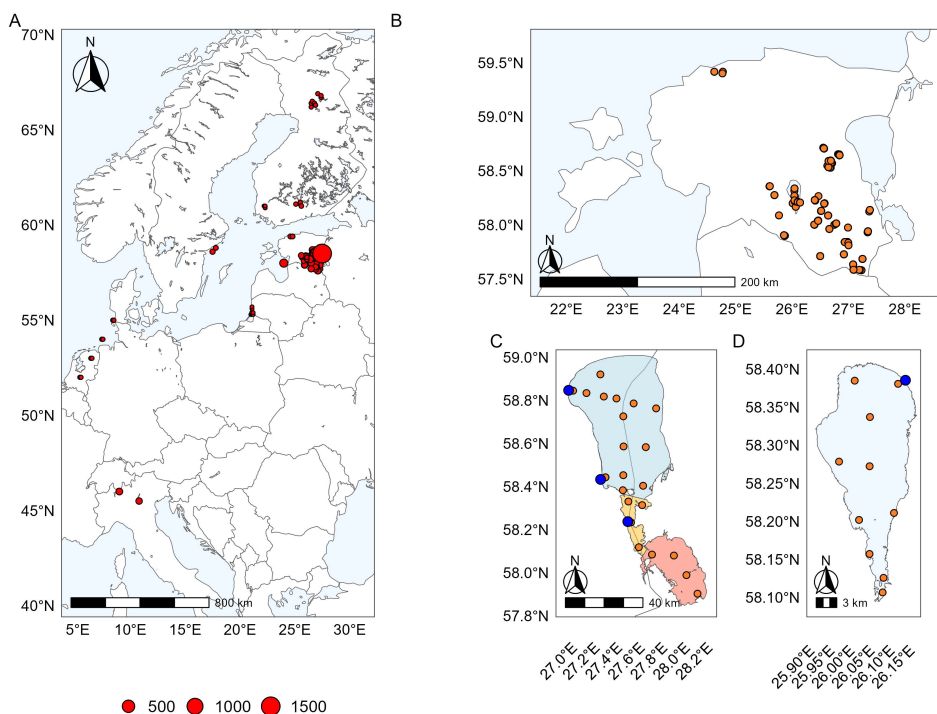 A
70°N
65°N
60°N
55°N
50°N
45°N
40°N
N
800 km
5°E 10°E 15°E 20°E 25°E 30°E
500 1000 1500
B
59.5°N
59.0°N
58.5°N
58.0°N
57.5°N
N
200 km
22°E 23°E 24°E 25°E 26°E 27°E 28°E
C
59.0°N
58.8°N
58.6°N
58.4°N
58.2°N
58.0°N
57.8°N
N
40 km
27.0°E 27.2°E 27.4°E 27.6°E 27.8°E 28.0°E 28.2°E
D
58.40°N
58.35°N
58.30°N
58.25°N
58.20°N
58.15°N
58.10°N
N
3 km
25.90°E 25.95°E 26.00°E 26.05°E 26.10°E 26.15°E